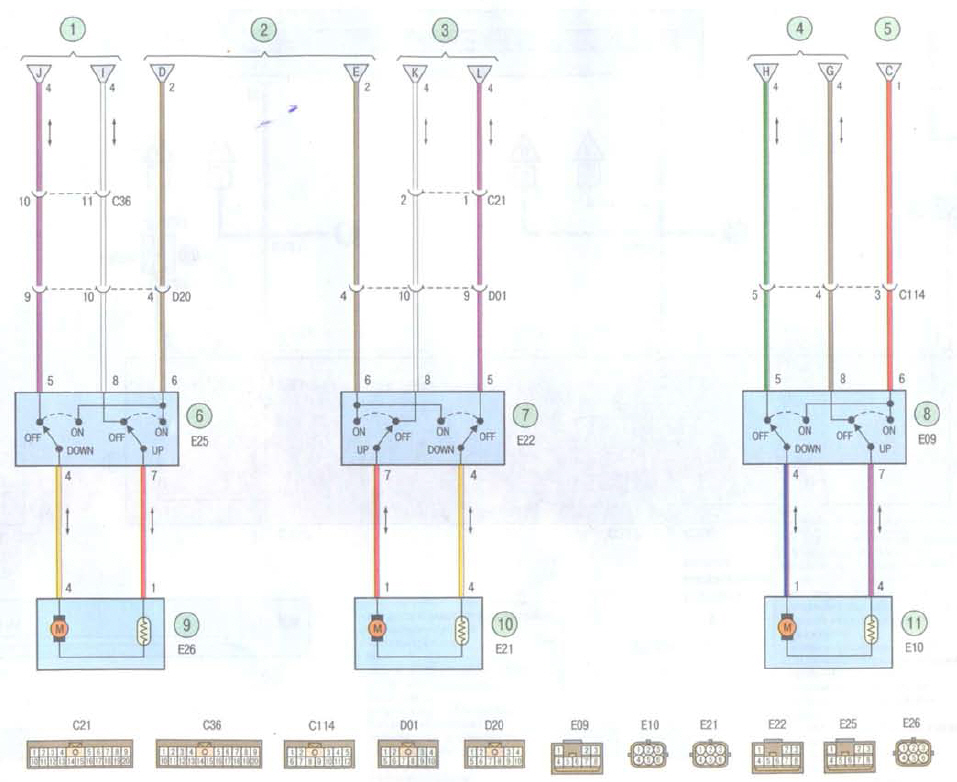 1 2 3 4 5
J I D E K L H G C
4 4 2 2 4 4 4 4 1
10 11 C36 2 1 C21
9 10 4 D20 4 10 9 D01 5 4 3 C114
5 8 6 6 8 5 5 8 6
6 7 8
OFF ON OFF ON ON OFF ON OFF OFF ON OFF ON
E25 E22 E09
DOWN UP UP DOWN DOWN UP
4 7 7 4 4 7
4 1 1 4 1 4
M 9 M 10 M 11
E26 E21 E10
C21 C36 C114 D01 D20 E09 E10 E21 E22 E25 E26